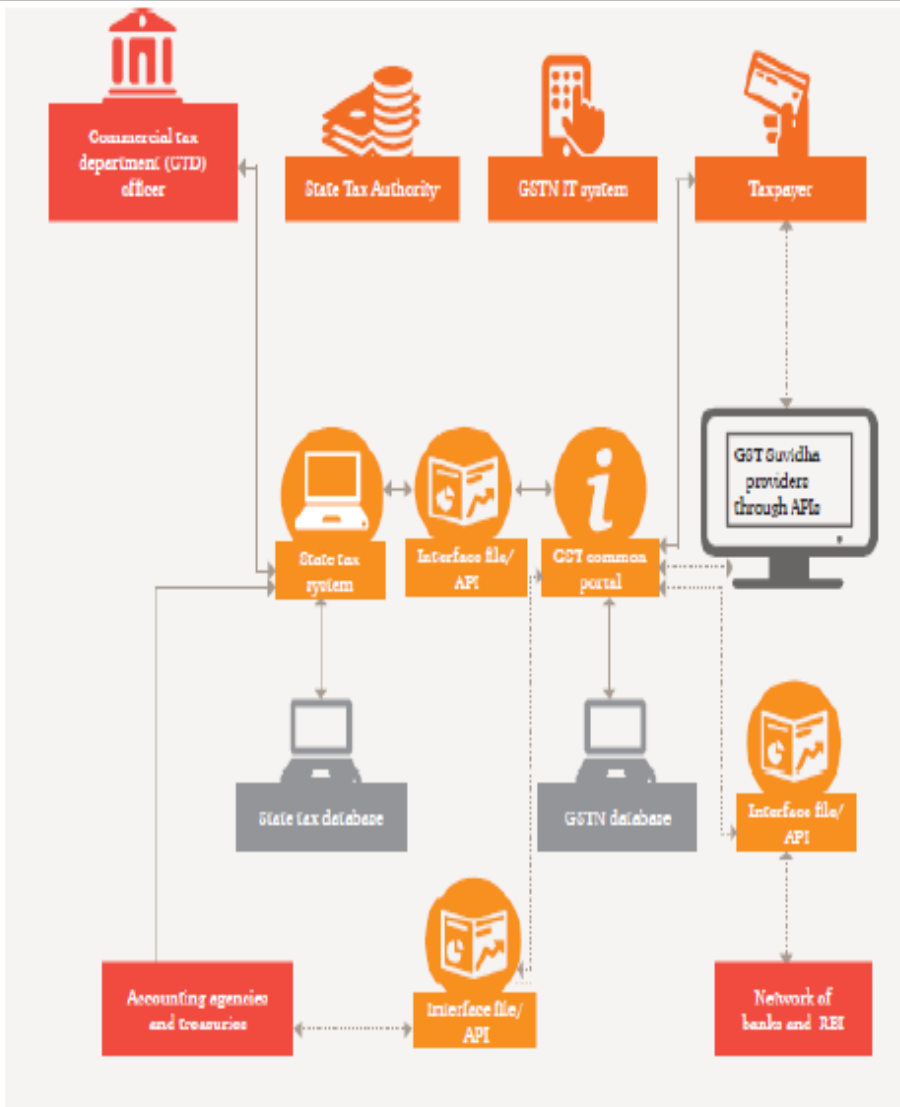 Commercial tax
department (CTD)
officer
State Tax Authority
GSTN IT system
Taxpayer
GST Suvidha
providers
through APIs
State tax
system
Interface file/
API
GST common
portal
State tax database
GSTN database
Interface file/
API
Accounting agencies
and treasuries
Interface file/
API
Network of
banks and RBI